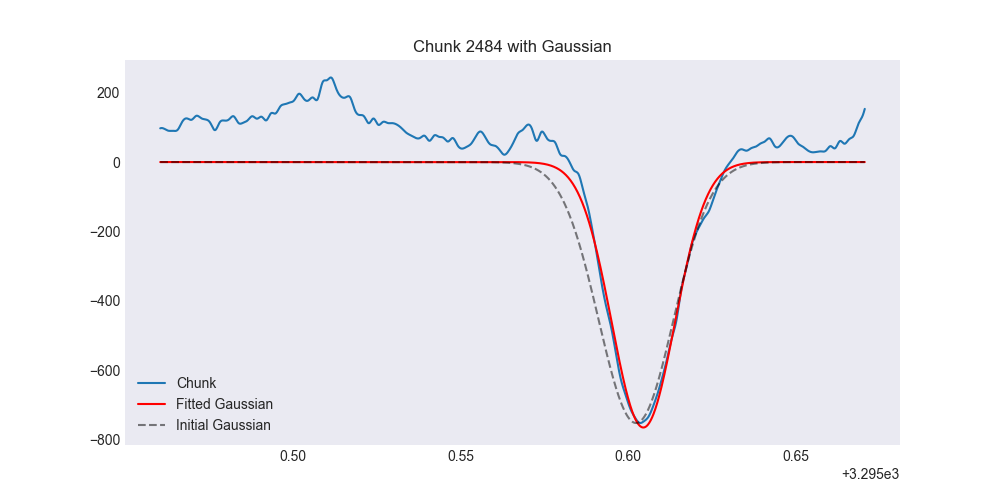 Chunk 2484 with Gaussian
200
0
−200
−400
−600
−800
Chunk
Fitted Gaussian
Initial Gaussian
0.50 0.55 0.60 0.65
+3.295e3